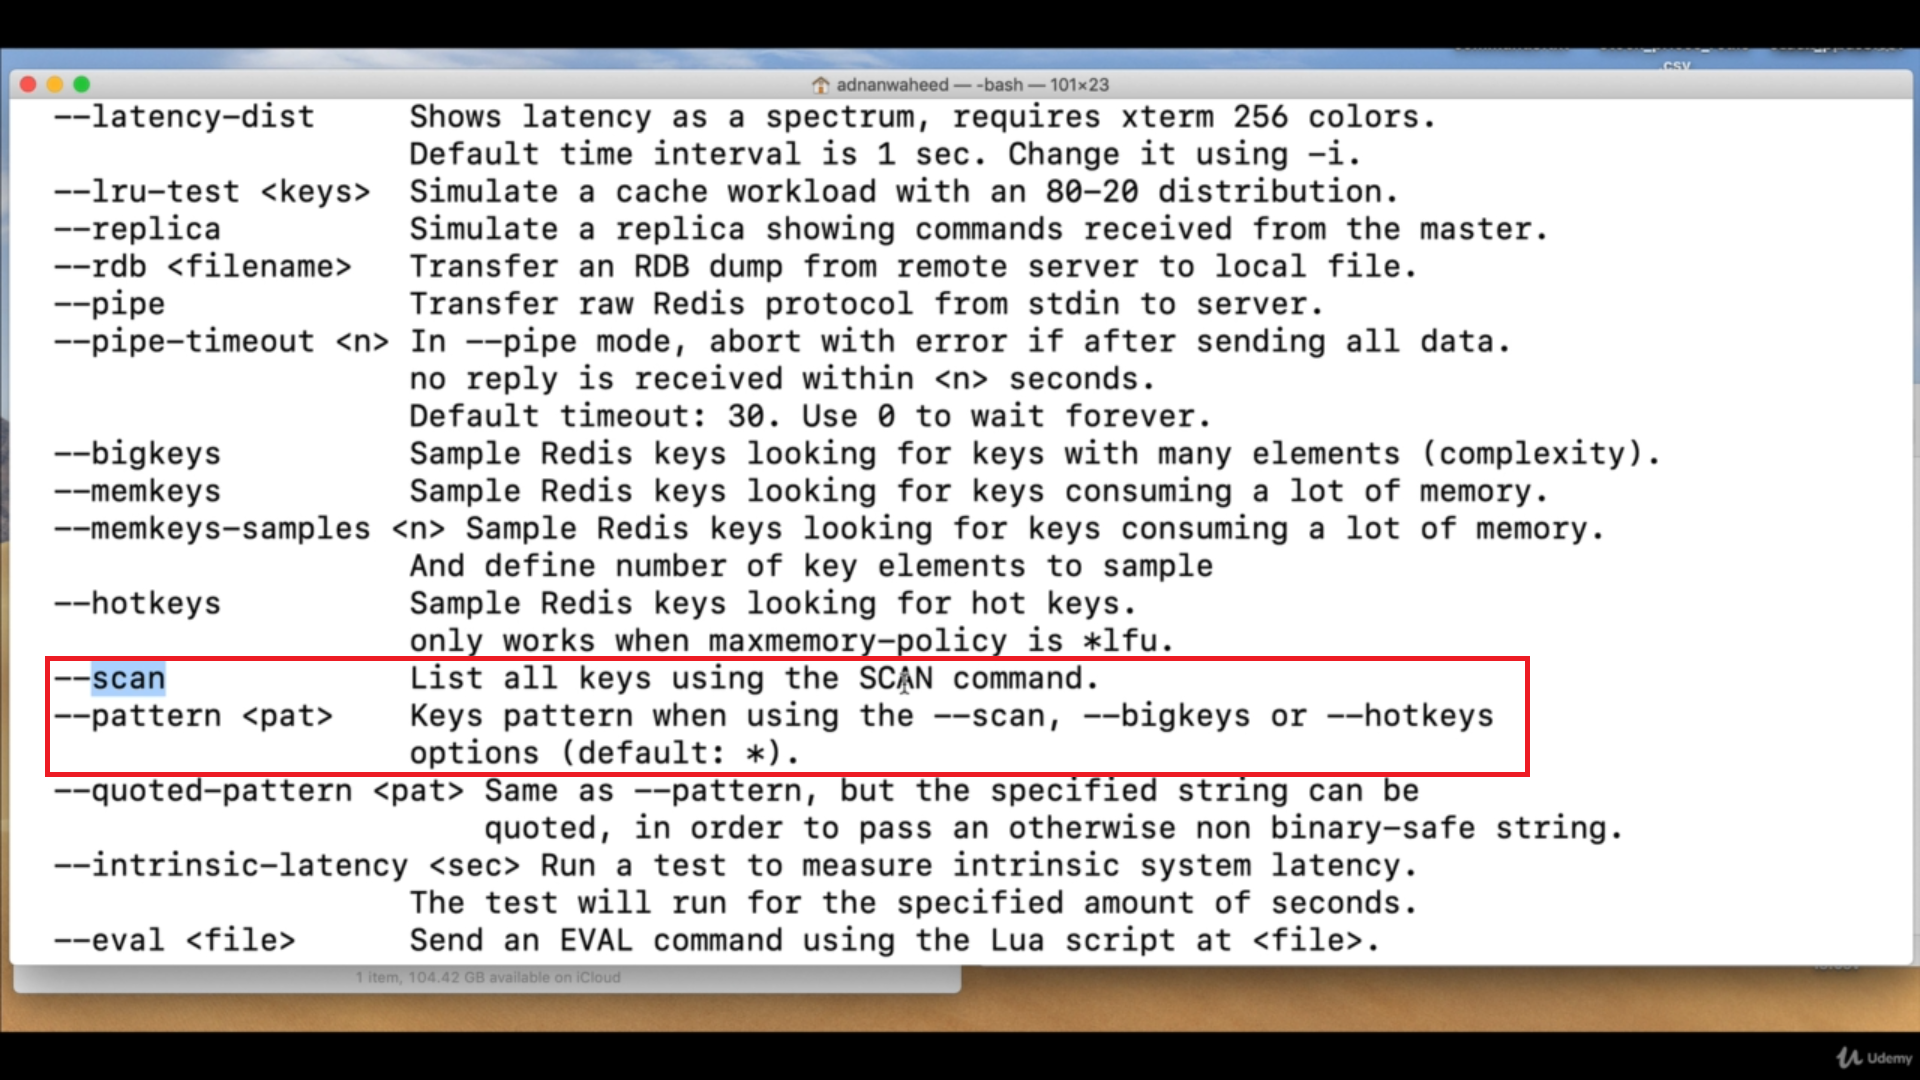 .csv
adnanwaheed — -bash — 101×23
--latency-dist Shows latency as a spectrum, requires xterm 256 colors.
Default time interval is 1 sec. Change it using -i.
--lru-test <keys> Simulate a cache workload with an 80-20 distribution.
--replica Simulate a replica showing commands received from the master.
--rdb <filename> Transfer an RDB dump from remote server to local file.
--pipe Transfer raw Redis protocol from stdin to server.
--pipe-timeout <n> In --pipe mode, abort with error if after sending all data.
no reply is received within <n> seconds.
Default timeout: 30. Use 0 to wait forever.
--bigkeys Sample Redis keys looking for keys with many elements (complexity).
--memkeys Sample Redis keys looking for keys consuming a lot of memory.
--memkeys-samples <n> Sample Redis keys looking for keys consuming a lot of memory.
And define number of key elements to sample
--hotkeys Sample Redis keys looking for hot keys.
only works when maxmemory-policy is *lfu.
--scan List all keys using the SCAN command.
--pattern <pat> Keys pattern when using the --scan, --bigkeys or --hotkeys
options (default: *).
--quoted-pattern <pat> Same as --pattern, but the specified string can be
quoted, in order to pass an otherwise non binary-safe string.
--intrinsic-latency <sec> Run a test to measure intrinsic system latency.
The test will run for the specified amount of seconds.
--eval <file> Send an EVAL command using the Lua script at <file>.
1 item, 104.42 GB available on iCloud
Udemy